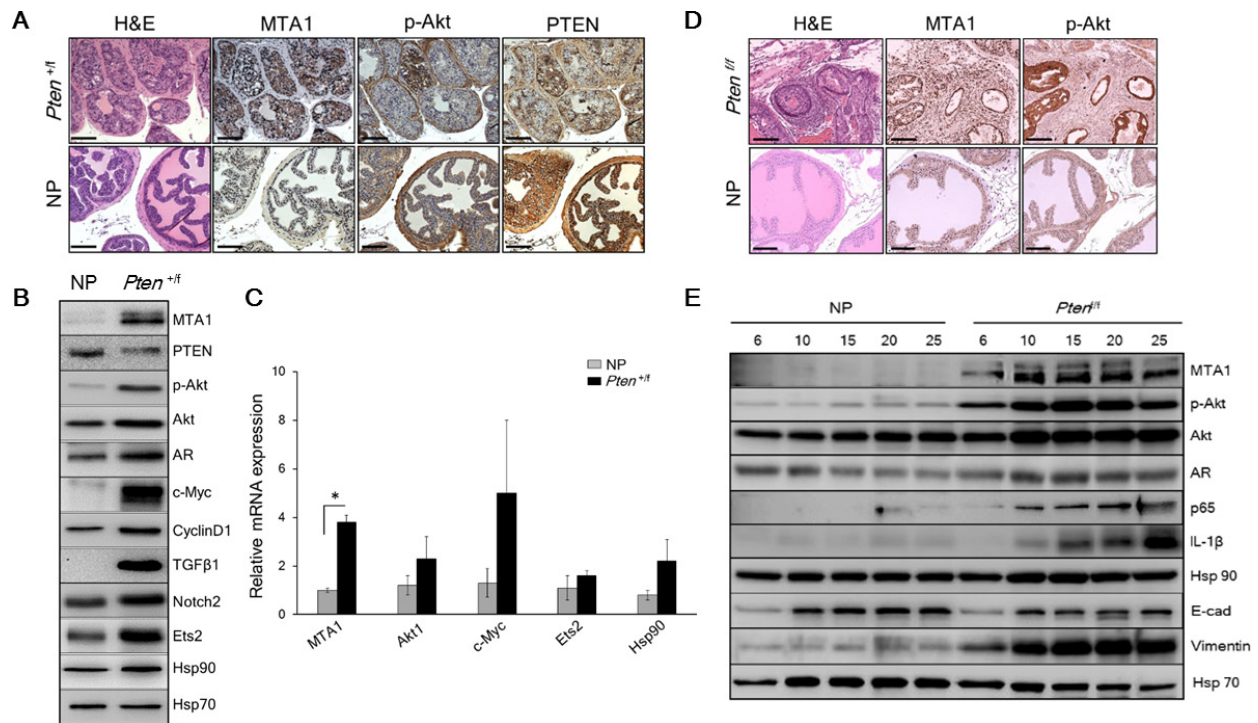 A
H&E MTA1 p-Akt PTEN
Pten +/f
NP
B
NP Pten +/f
MTA1
PTEN
p-Akt
Akt
AR
c-Myc
CyclinD1
TGFβ1
Notch2
Ets2
Hsp90
Hsp70
C
Relative mRNA expression
10
8
6
4
2
0
NP
Pten +/f
*
MTA1 Akt1 c-Myc Ets2 Hsp90
D
H&E MTA1 p-Akt
Pten f/f
NP
E
NP Pten f/f
6 10 15 20 25 6 10 15 20 25
MTA1
p-Akt
Akt
AR
p65
IL-1β
Hsp 90
E-cad
Vimentin
Hsp 70